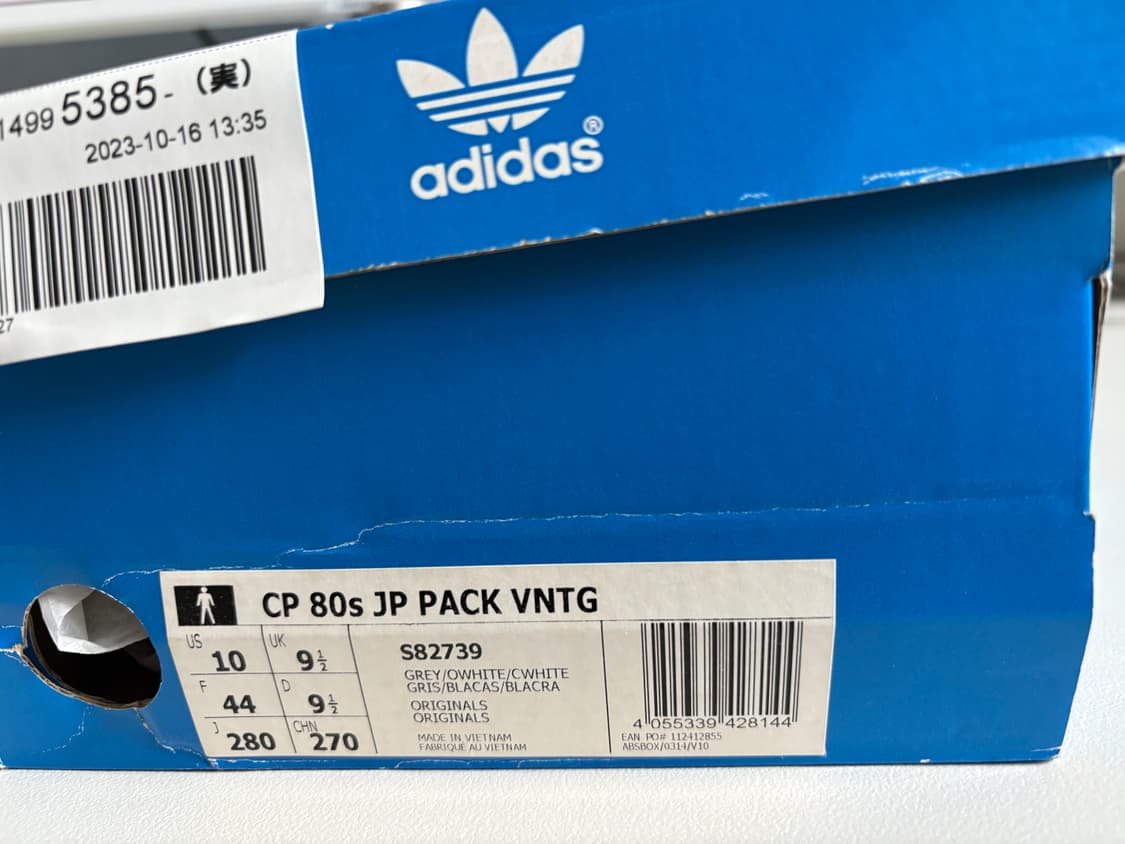 1499 5385- (実)
2023-10-16 13:35
27
adidas®
CP 80s JP PACK VNTG
US 10 UK 9½
F 44 D 9½
J 280 CHN 270
S82739
GREY/OWHITE/CWHITE
GRIS/BLACAS/BLACRA
ORIGINALS
ORIGINALS
MADE IN VIETNAM
FABRIQUÉ AU VIETNAM
4 055339 428144
EAN PO# 112412855
ABSBOX/0314/V10